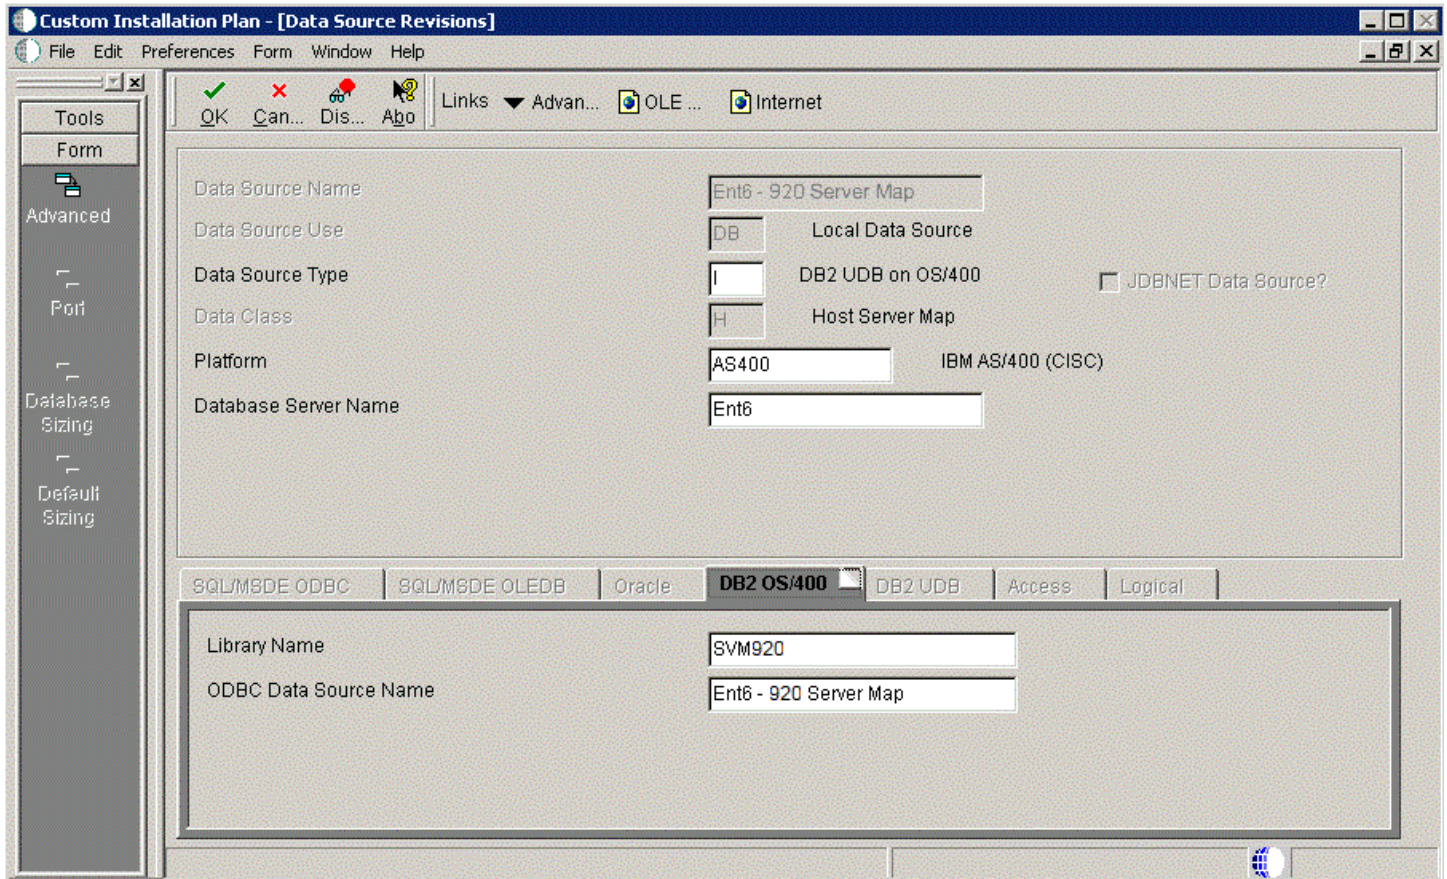 Custom Installation Plan - [Data Source Revisions]
File Edit Preferences Form Window Help
Tools
Form
Advanced
Port
Database
Sizing
Default
Sizing
OK Can... Dis... Abo Links Advan... OLE ... Internet
Data Source Name Ent6 - 920 Server Map
Data Source Use DB Local Data Source
Data Source Type I DB2 UDB on OS/400 JDBNET Data Source?
Data Class H Host Server Map
Platform AS400 IBM AS/400 (CISC)
Database Server Name Ent6
SQL/MSDE ODBC SQL/MSDE OLEDB Oracle DB2 OS/400 DB2 UDB Access Logical
Library Name SVM920
ODBC Data Source Name Ent6 - 920 Server Map